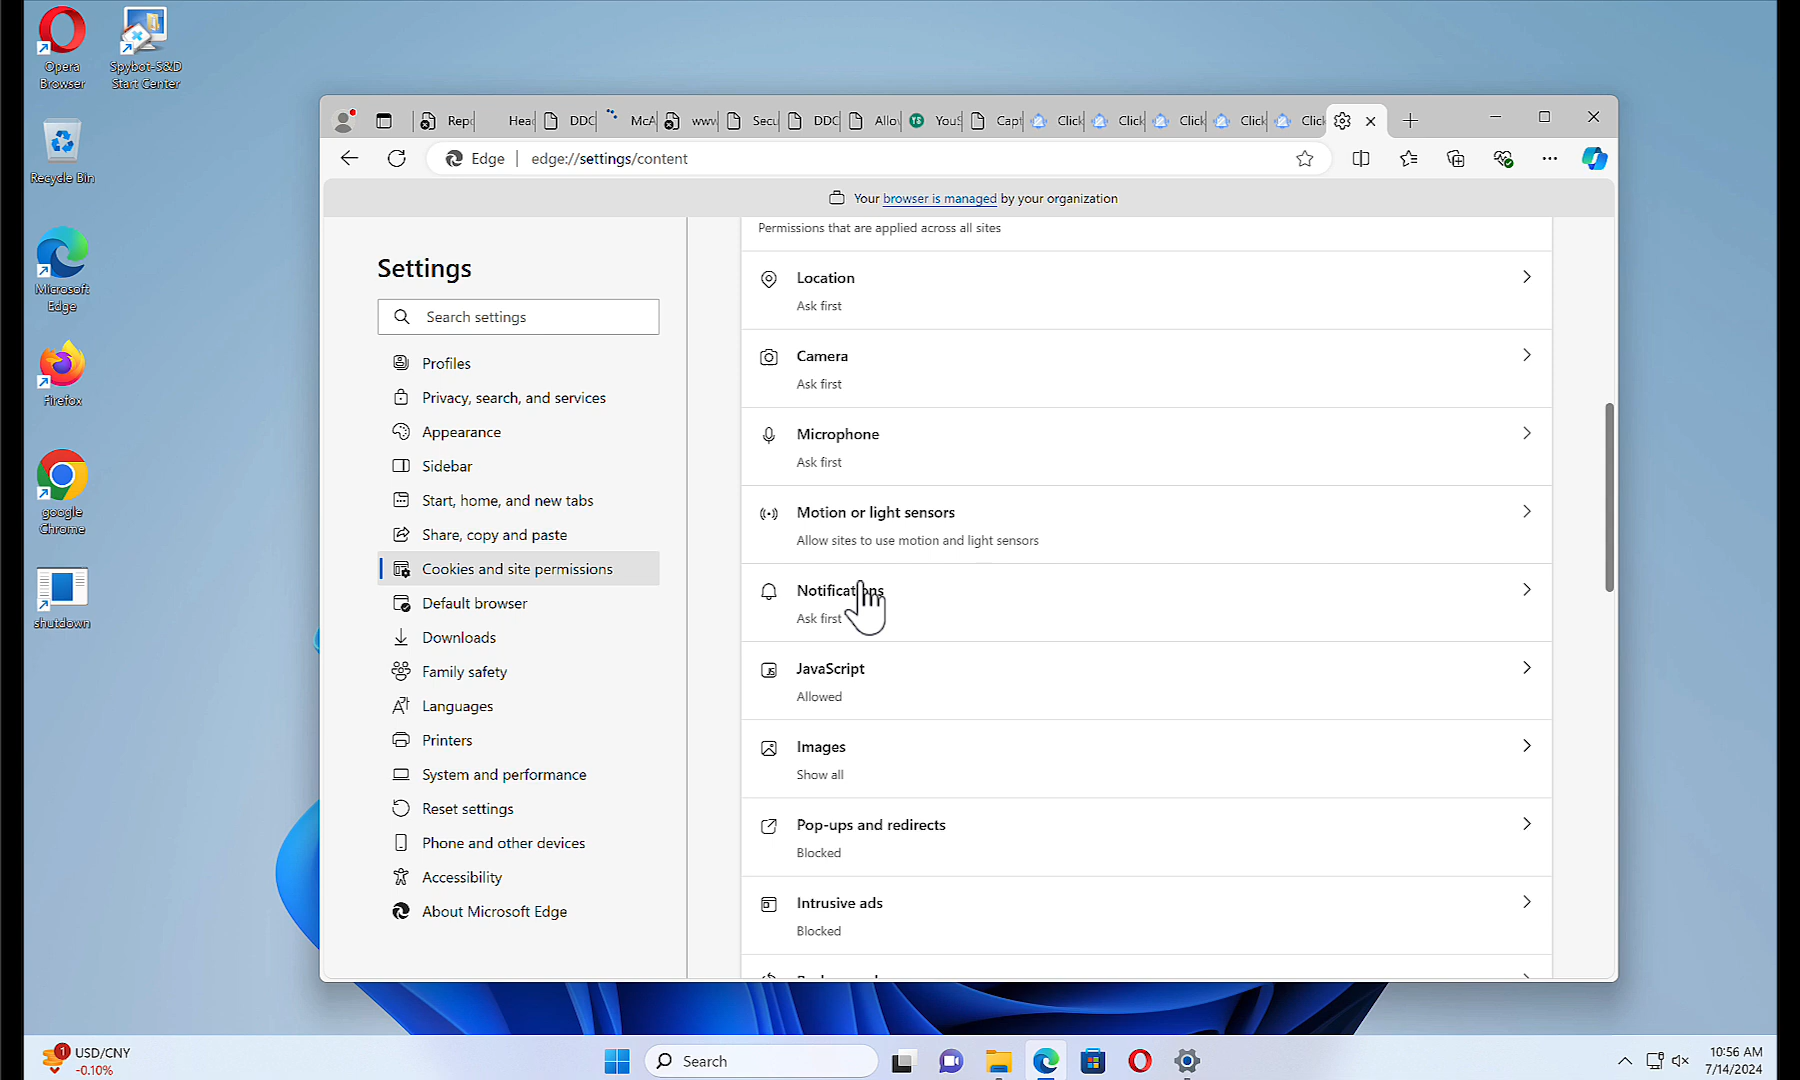 Opera
Browser
Spybot-S&D
Start Center
Recycle Bin
Microsoft
Edge
Firefox
google
Chrome
shutdown
Repo
Head
DDC
McA
www
Secu
DDC
Allo
YS
YouS
Capt
Click
Click
Click
Click
Click
Edge
edge://settings/content
Your browser is managed by your organization
Settings
Search settings
Profiles
Privacy, search, and services
Appearance
Sidebar
Start, home, and new tabs
Share, copy and paste
Cookies and site permissions
Default browser
Downloads
Family safety
Languages
Printers
System and performance
Reset settings
Phone and other devices
Accessibility
About Microsoft Edge
Permissions that are applied across all sites
Location
Ask first
Camera
Ask first
Microphone
Ask first
Motion or light sensors
Allow sites to use motion and light sensors
Notifications
Ask first
JavaScript
Allowed
Images
Show all
Pop-ups and redirects
Blocked
Intrusive ads
Blocked
1
USD/CNY
-0.10%
Search
10:56 AM
7/14/2024